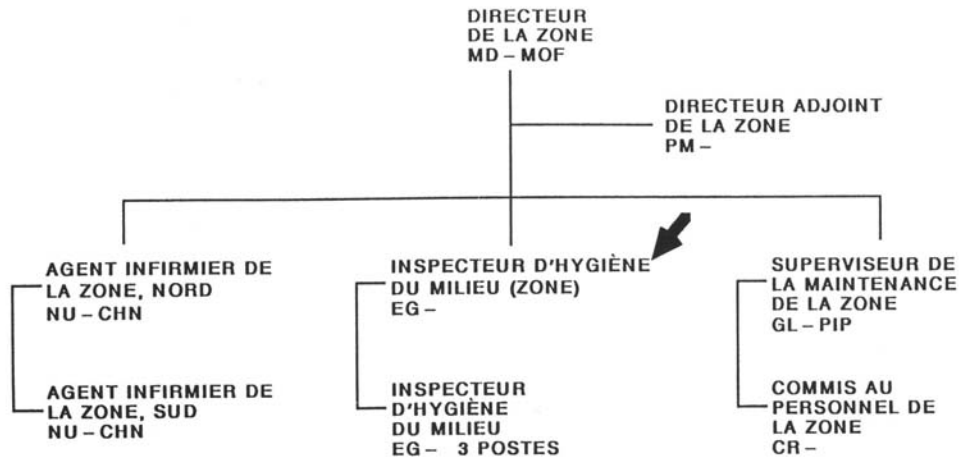 DIRECTEUR
DE LA ZONE
MD – MOF
DIRECTEUR ADJOINT
DE LA ZONE
PM –
AGENT INFIRMIER DE
LA ZONE, NORD
NU – CHN
INSPECTEUR D'HYGIÈNE
DU MILIEU (ZONE)
EG –
SUPERVISEUR DE
LA MAINTENANCE
DE LA ZONE
GL – PIP
AGENT INFIRMIER DE
LA ZONE, SUD
NU – CHN
INSPECTEUR
D'HYGIÈNE
DU MILIEU
EG – 3 POSTES
COMMIS AU
PERSONNEL DE
LA ZONE
CR –